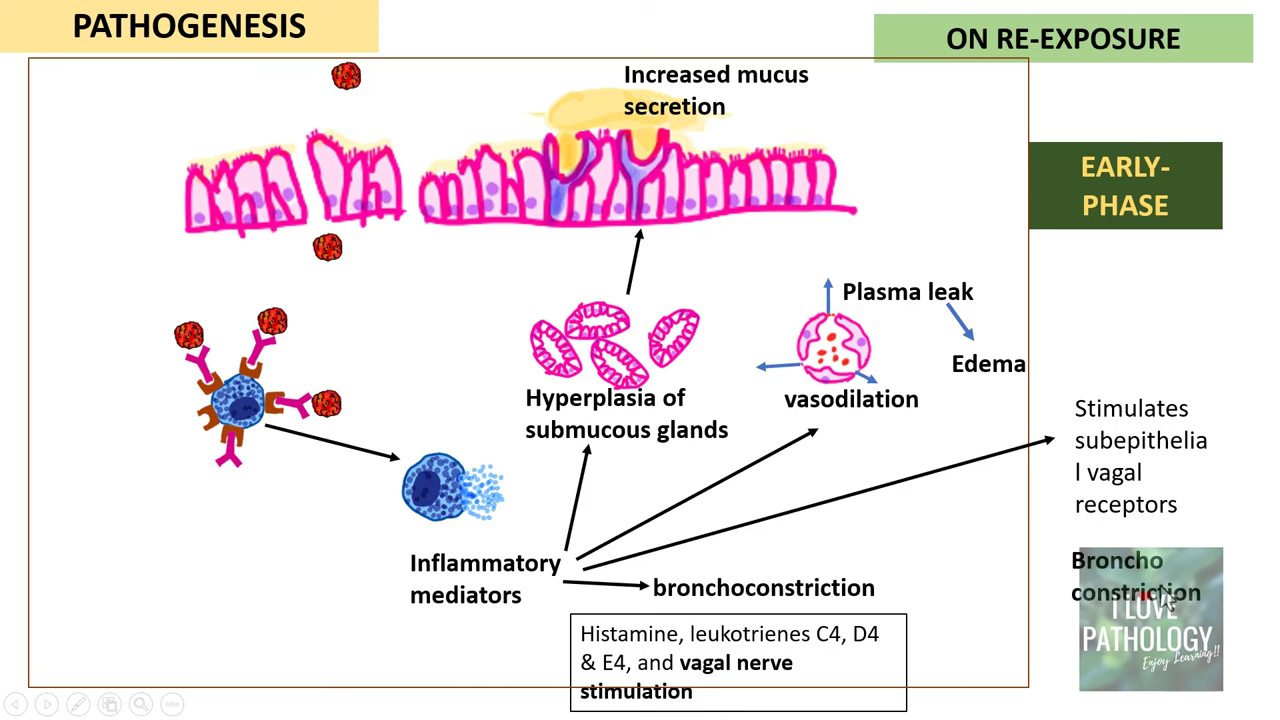 PATHOGENESIS
ON RE-EXPOSURE
Increased mucus
secretion
EARLY-
PHASE
Plasma leak
Edema
Hyperplasia of
submucous glands
vasodilation
Stimulates
subepithelia
l vagal
receptors
Inflammatory
mediators
bronchoconstriction
Broncho
constriction
Histamine, leukotrienes C4, D4
& E4, and vagal nerve
stimulation
I LOVE
PATHOLOGY
Enjoy Learning!!